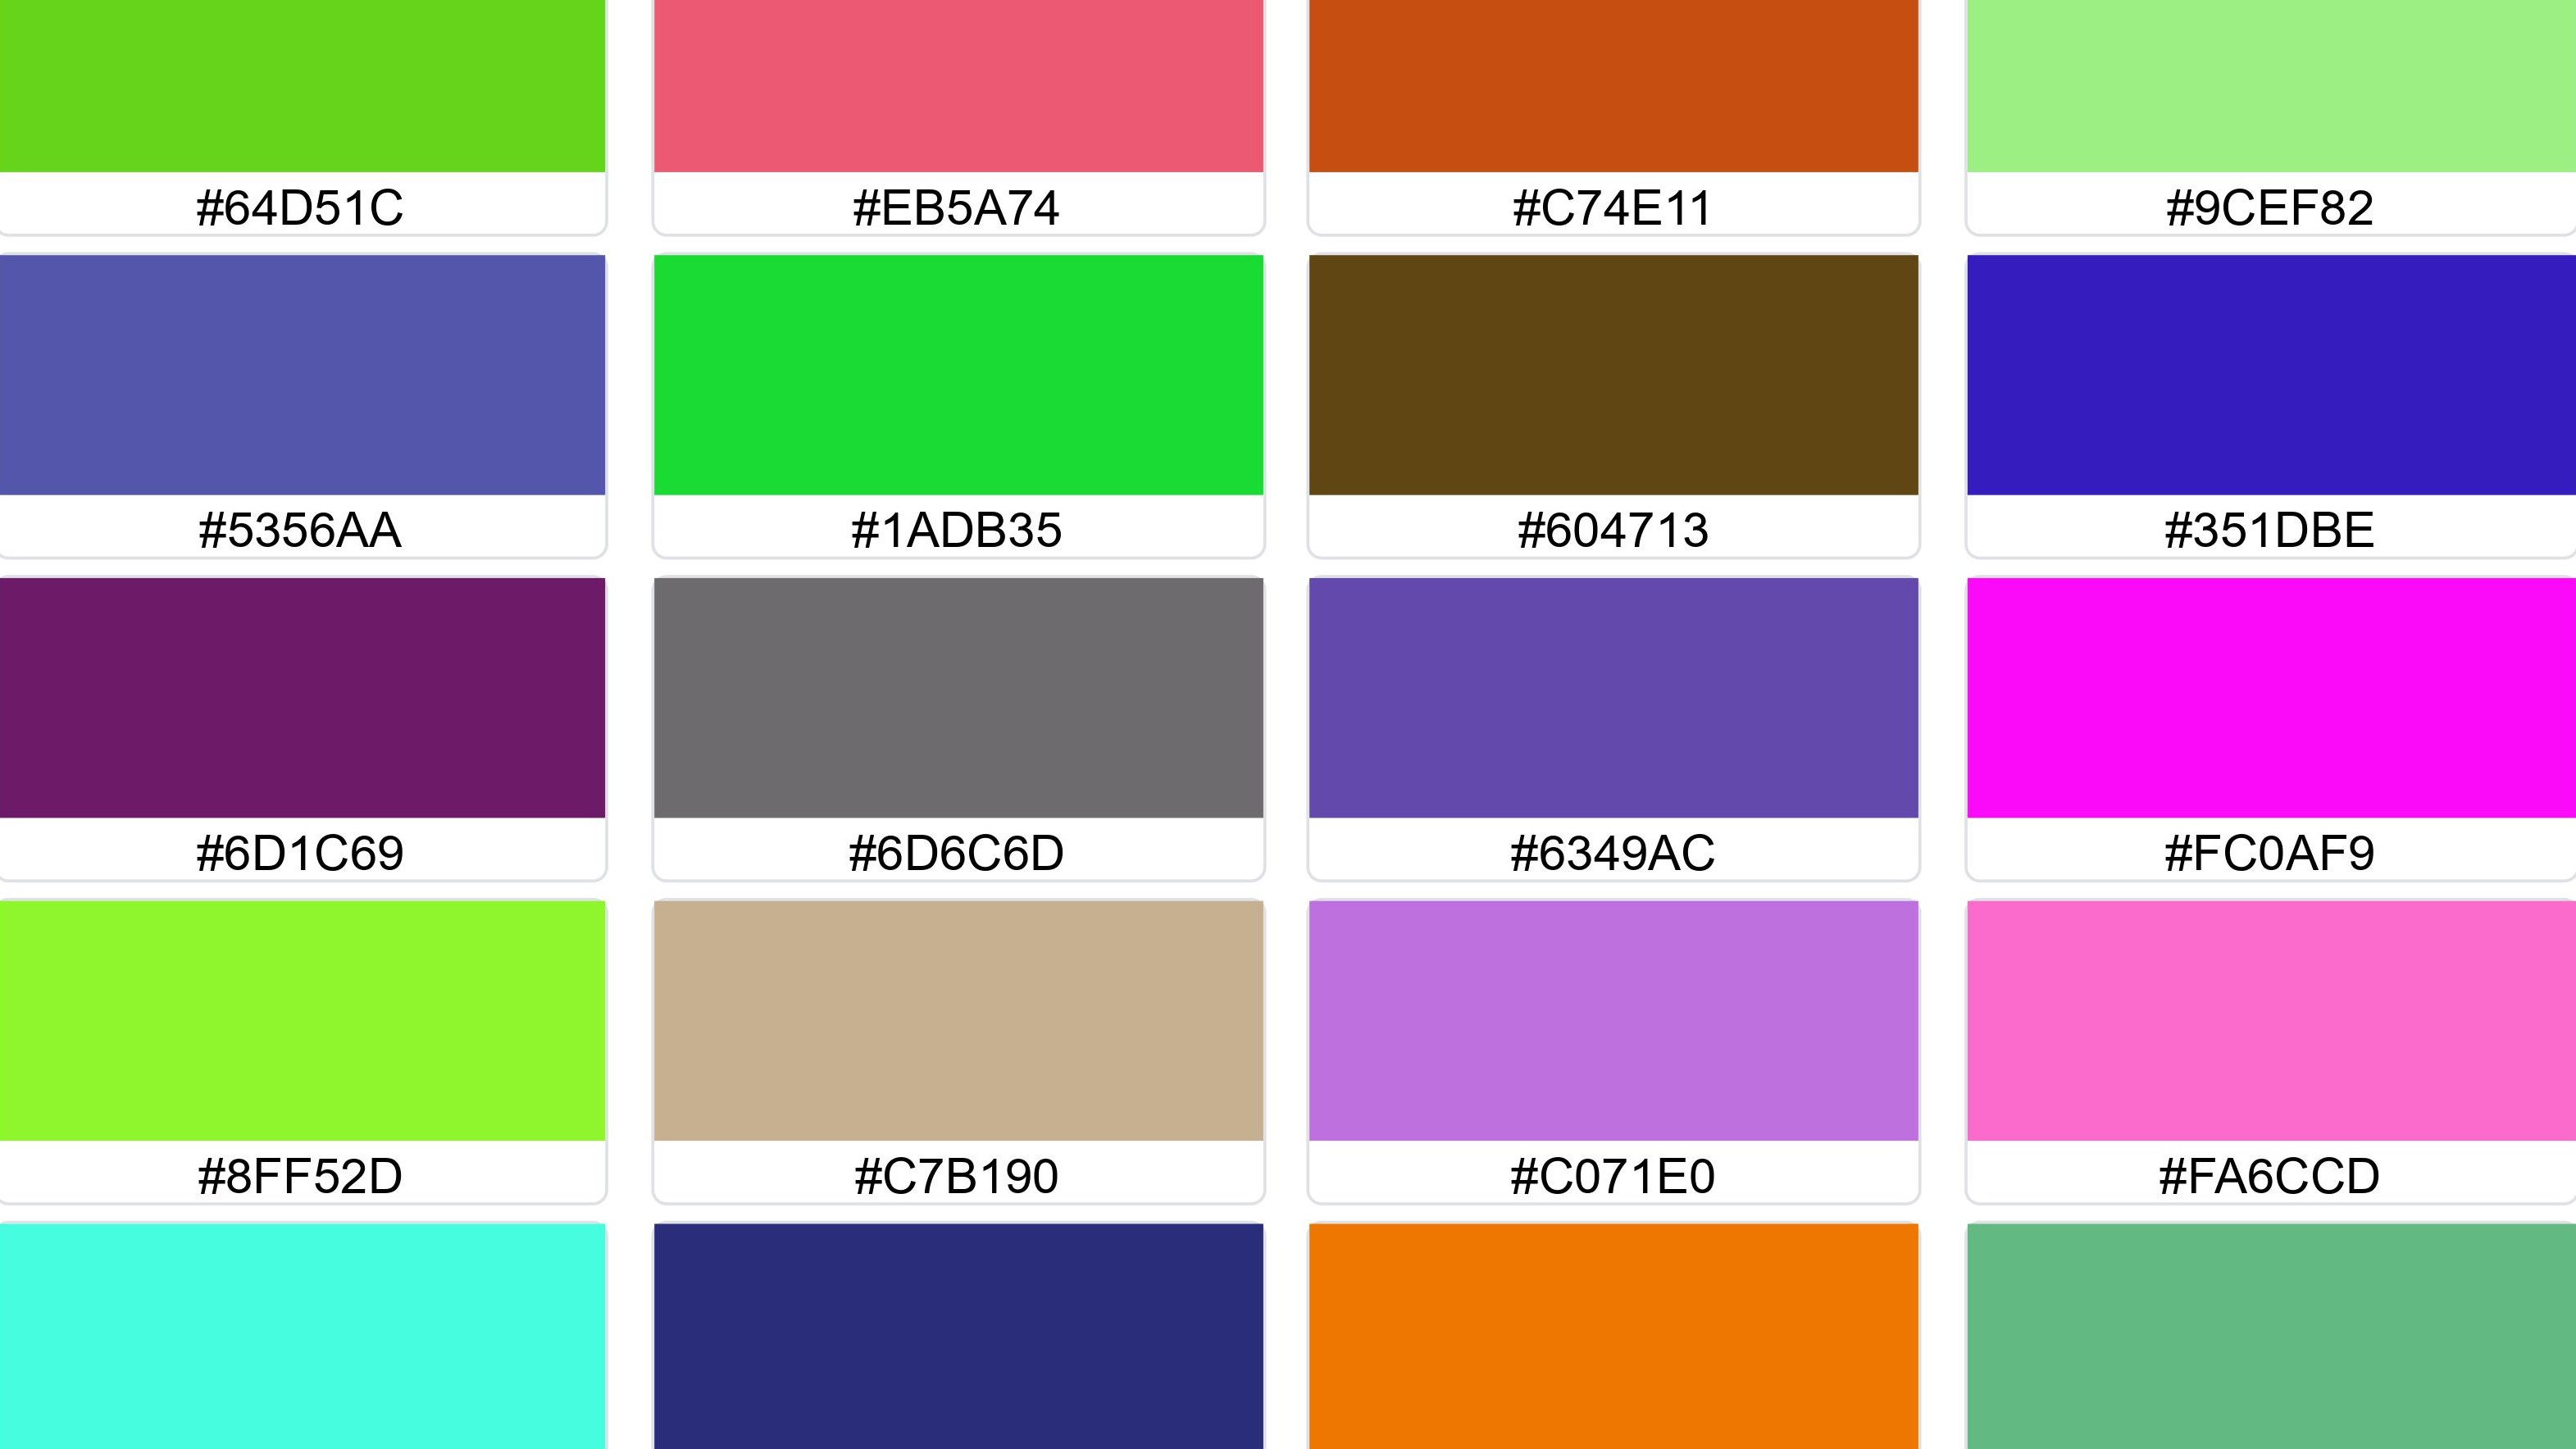 #64D51C
#EB5A74
#C74E11
#9CEF82
#5356AA
#1ADB35
#604713
#351DBE
#6D1C69
#6D6C6D
#6349AC
#FC0AF9
#8FF52D
#C7B190
#C071E0
#FA6CCD